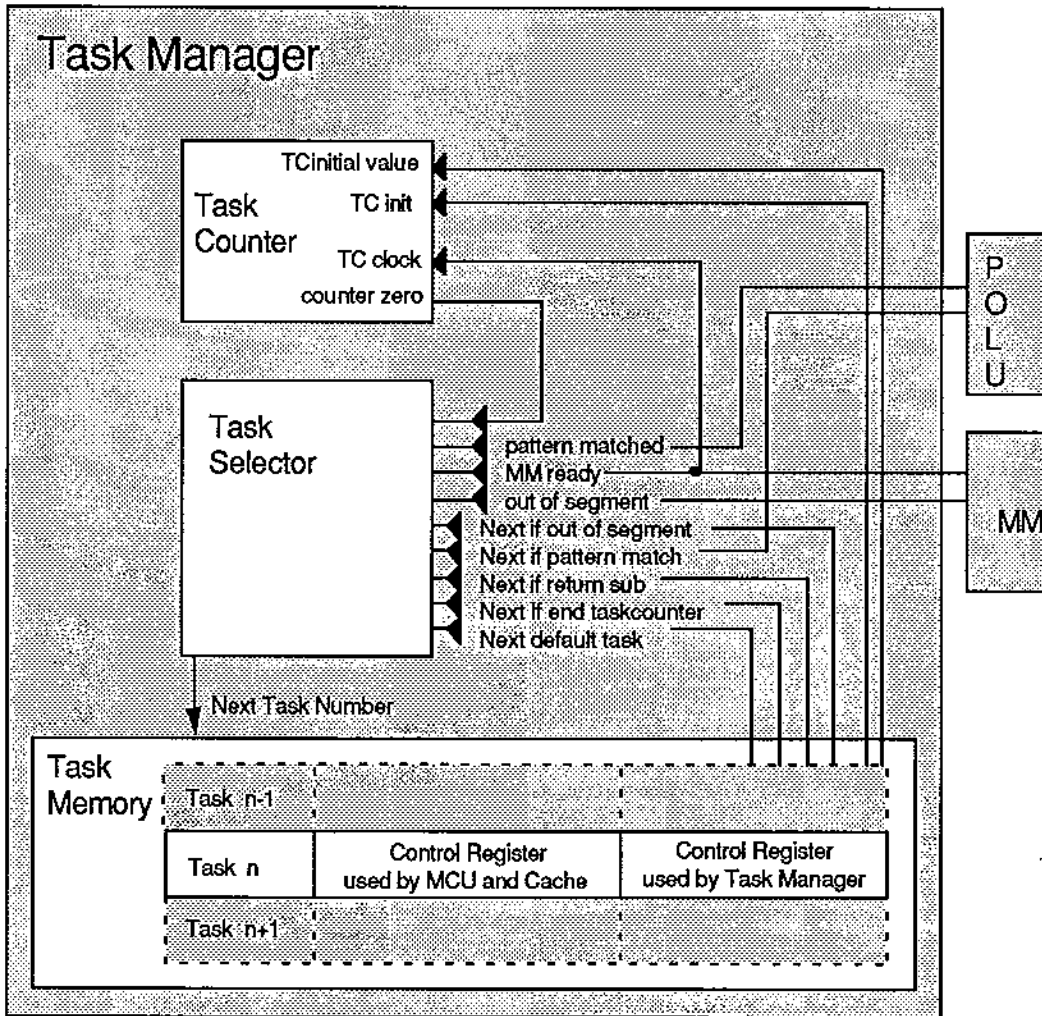 Task Manager
TCinitial value
Task
Counter
TC init
TC clock
counter zero
P
O
L
U
Task
Selector
pattern matched
MM ready
out of segment
MM
Next if out of segment
Next if pattern match
Next if return sub
Next if end taskcounter
Next default task
Next Task Number
Task
Memory
Task n-1
Task n
Control Register
used by MCU and Cache
Control Register
used by Task Manager
Task n+1